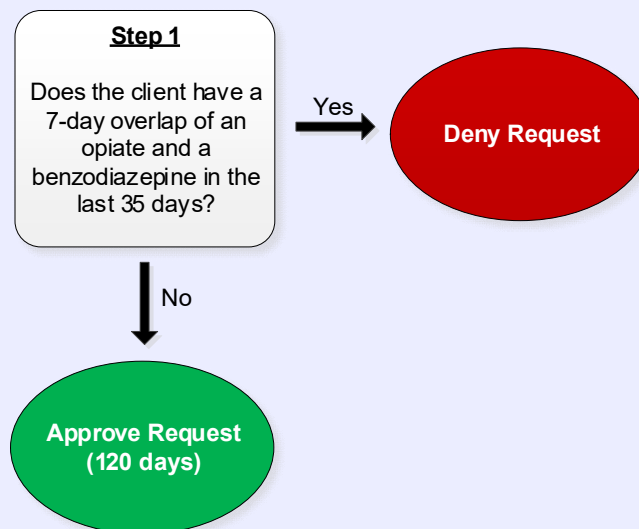 Step 1
Does the client have a
7-day overlap of an
opiate and a
benzodiazepine in the
last 35 days?
Yes
Deny Request
No
Approve Request
(120 days)